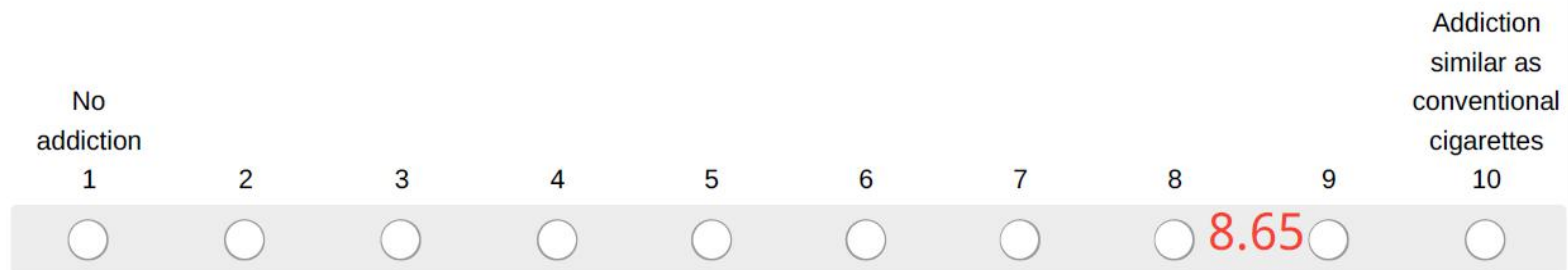 No
addiction
Addiction
similar as
conventional
cigarettes
1 2 3 4 5 6 7 8 9 10
8.65